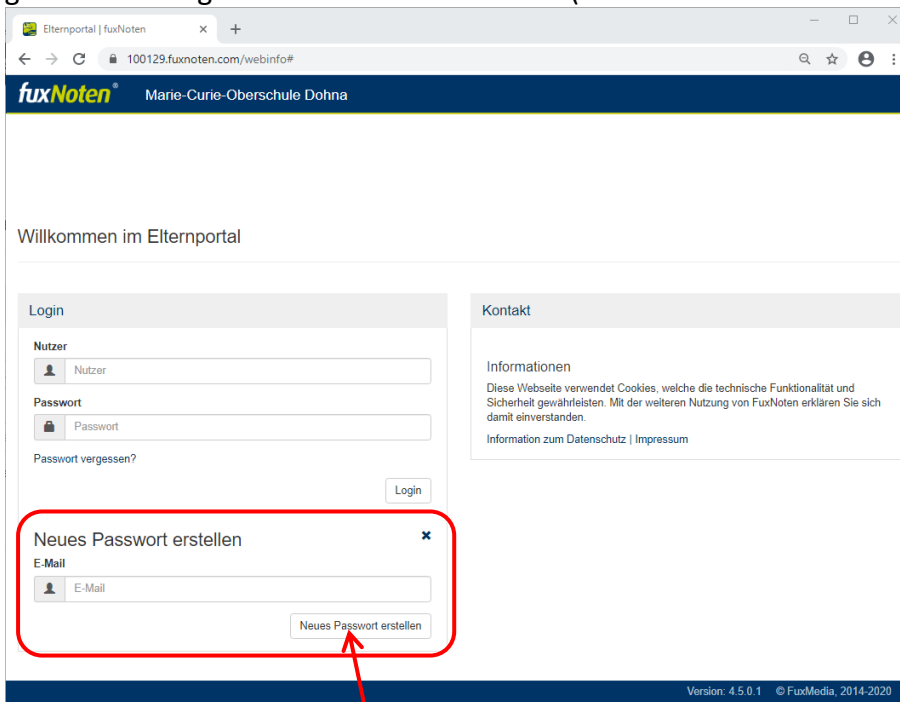 Elternportal | fuxNoten
100129.fuxnoten.com/webinfo#
fuxNoten® Marie-Curie-Oberschule Dohna
Willkommen im Elternportal
Login
Nutzer
Nutzer
Passwort
Passwort
Passwort vergessen?
Login
Neues Passwort erstellen
E-Mail
E-Mail
Neues Passwort erstellen
Kontakt
Informationen
Diese Webseite verwendet Cookies, welche die technische Funktionalität und
Sicherheit gewährleisten. Mit der weiteren Nutzung von FuxNoten erklären Sie sich
damit einverstanden.
Information zum Datenschutz | Impressum
Version: 4.5.0.1 © FuxMedia, 2014-2020